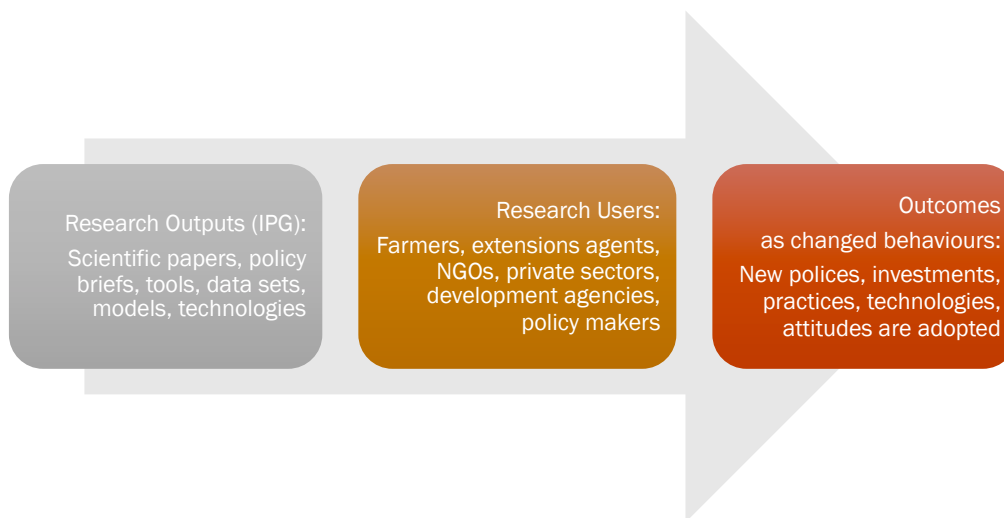 Research Outputs (IPG):
Scientific papers, policy
briefs, tools, data sets,
models, technologies
Research Users:
Farmers, extensions agents,
NGOs, private sectors,
development agencies,
policy makers
Outcomes
as changed behaviours:
New polices, investments,
practices, technologies,
attitudes are adopted